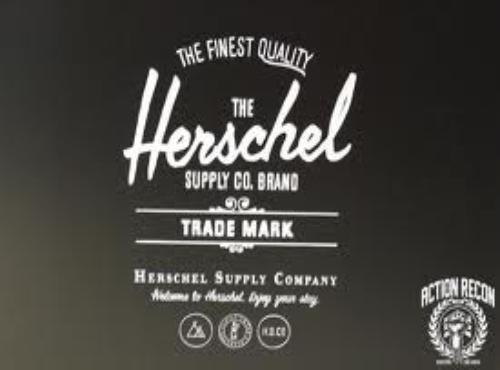 THE FINEST QUALITY
THE
Herschel
SUPPLY CO. BRAND
TRADE MARK
HERSCHEL SUPPLY COMPANY
Welcome to Herschel. Enjoy your stay.
H.S.CO
ACTION RECON